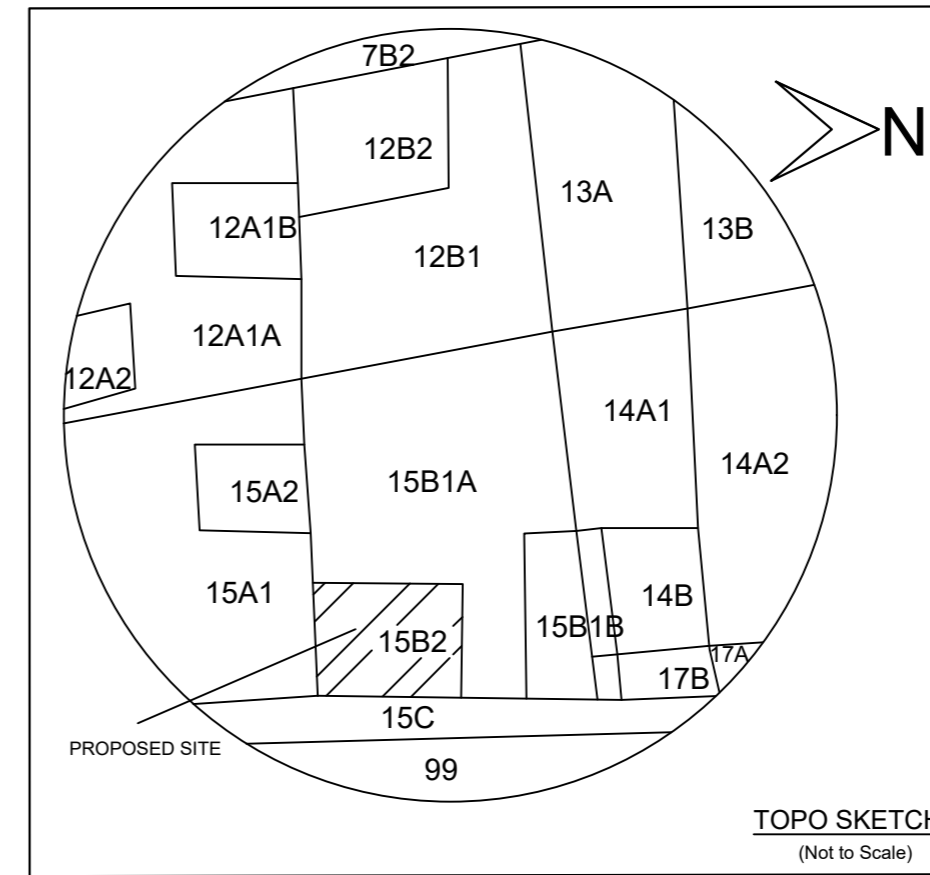 7B2
N
12B2
13A
12A1B
13B
12B1
12A1A
12A2
14A1
14A2
15B1A
15A2
15A1
14B
15B1B
15B2
17A
17B
15C
PROPOSED SITE
99
TOPO SKETCH
(Not to Scale)